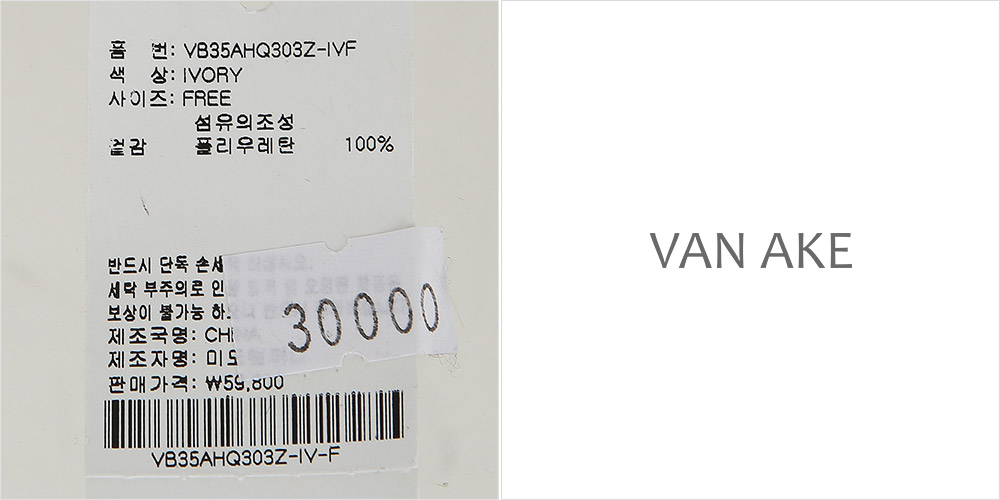 품 번: VB35AHQ303Z-IVF
색 상: IVORY
사이즈: FREE
섬유의조성
겉감 폴리우레탄 100%
반드시 단독 손세
세탁 부주의로 인
보상이 불가능 하
제조국명: CHINA
제조자명: 미도
판매가격: ₩59,800
30000
VB35AHQ303Z-IV-F
VAN AKE